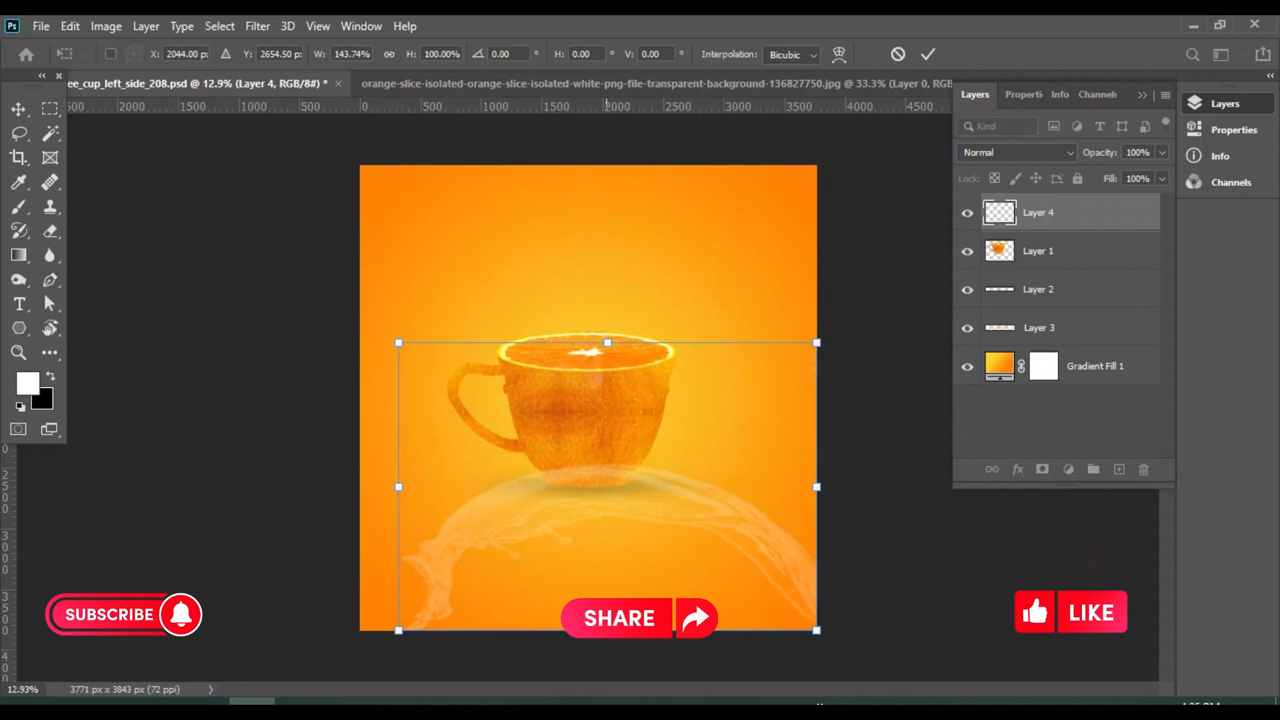 Ps File Edit Image Layer Type Select Filter 3D View Window Help
X: 2044.00 px Y: 2654.50 px W: 143.74% H: 100.00% 0.00 ° H: 0.00 ° V: 0.00 ° Interpolation: Bicubic
ee_cup_left_side_208.psd @ 12.9% (Layer 4, RGB/8#) * × orange-slice-isolated-orange-slice-isolated-white-png-file-transparent-background-136827750.jpg @ 33.3% (Layer 0, RGB
500 2000 1500 1000 500 0 500 1000 1500 2000 2500 3000 3500 4000 4500
Layers Properti Info Channels
Kind
Normal Opacity: 100%
Lock: Fill: 100%
Layer 4
Layer 1
Layer 2
Layer 3
Gradient Fill 1
Layers
Properties
Info
Channels
SUBSCRIBE
SHARE
LIKE
12.93% 3771 px x 3843 px (72 ppi)